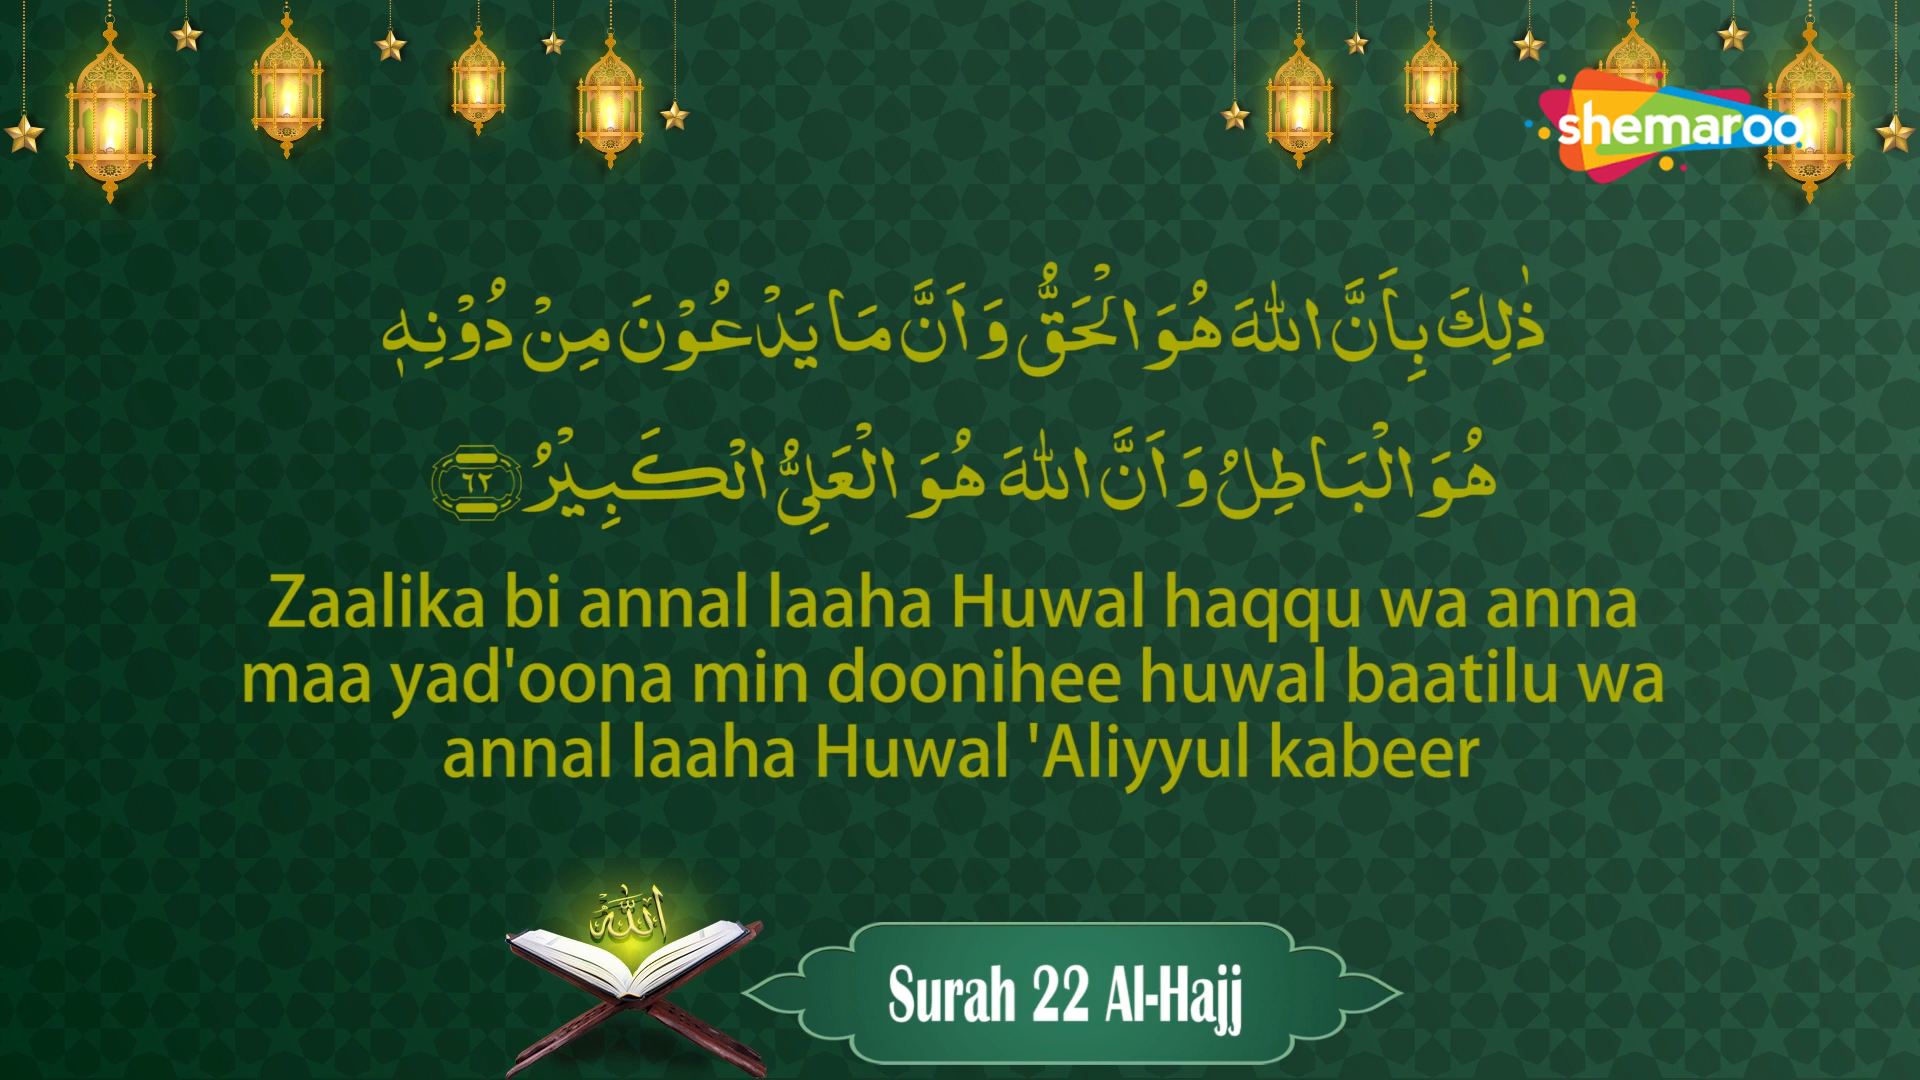 shemaroo
ذٰلِكَ بِاَنَّ اللّٰهَ هُوَ الْحَقُّ وَ اَنَّ مَا يَدْعُوْنَ مِنْ دُوْنِهٖ
هُوَ الْبَاطِلُ وَ اَنَّ اللّٰهَ هُوَ الْعَلِىُّ الْكَبِيْرُ ٦٢
Zaalika bi annal laaha Huwal haqqu wa anna
maa yad'oona min doonihee huwal baatilu wa
annal laaha Huwal 'Aliyyul kabeer
الله
Surah 22 Al-Hajj